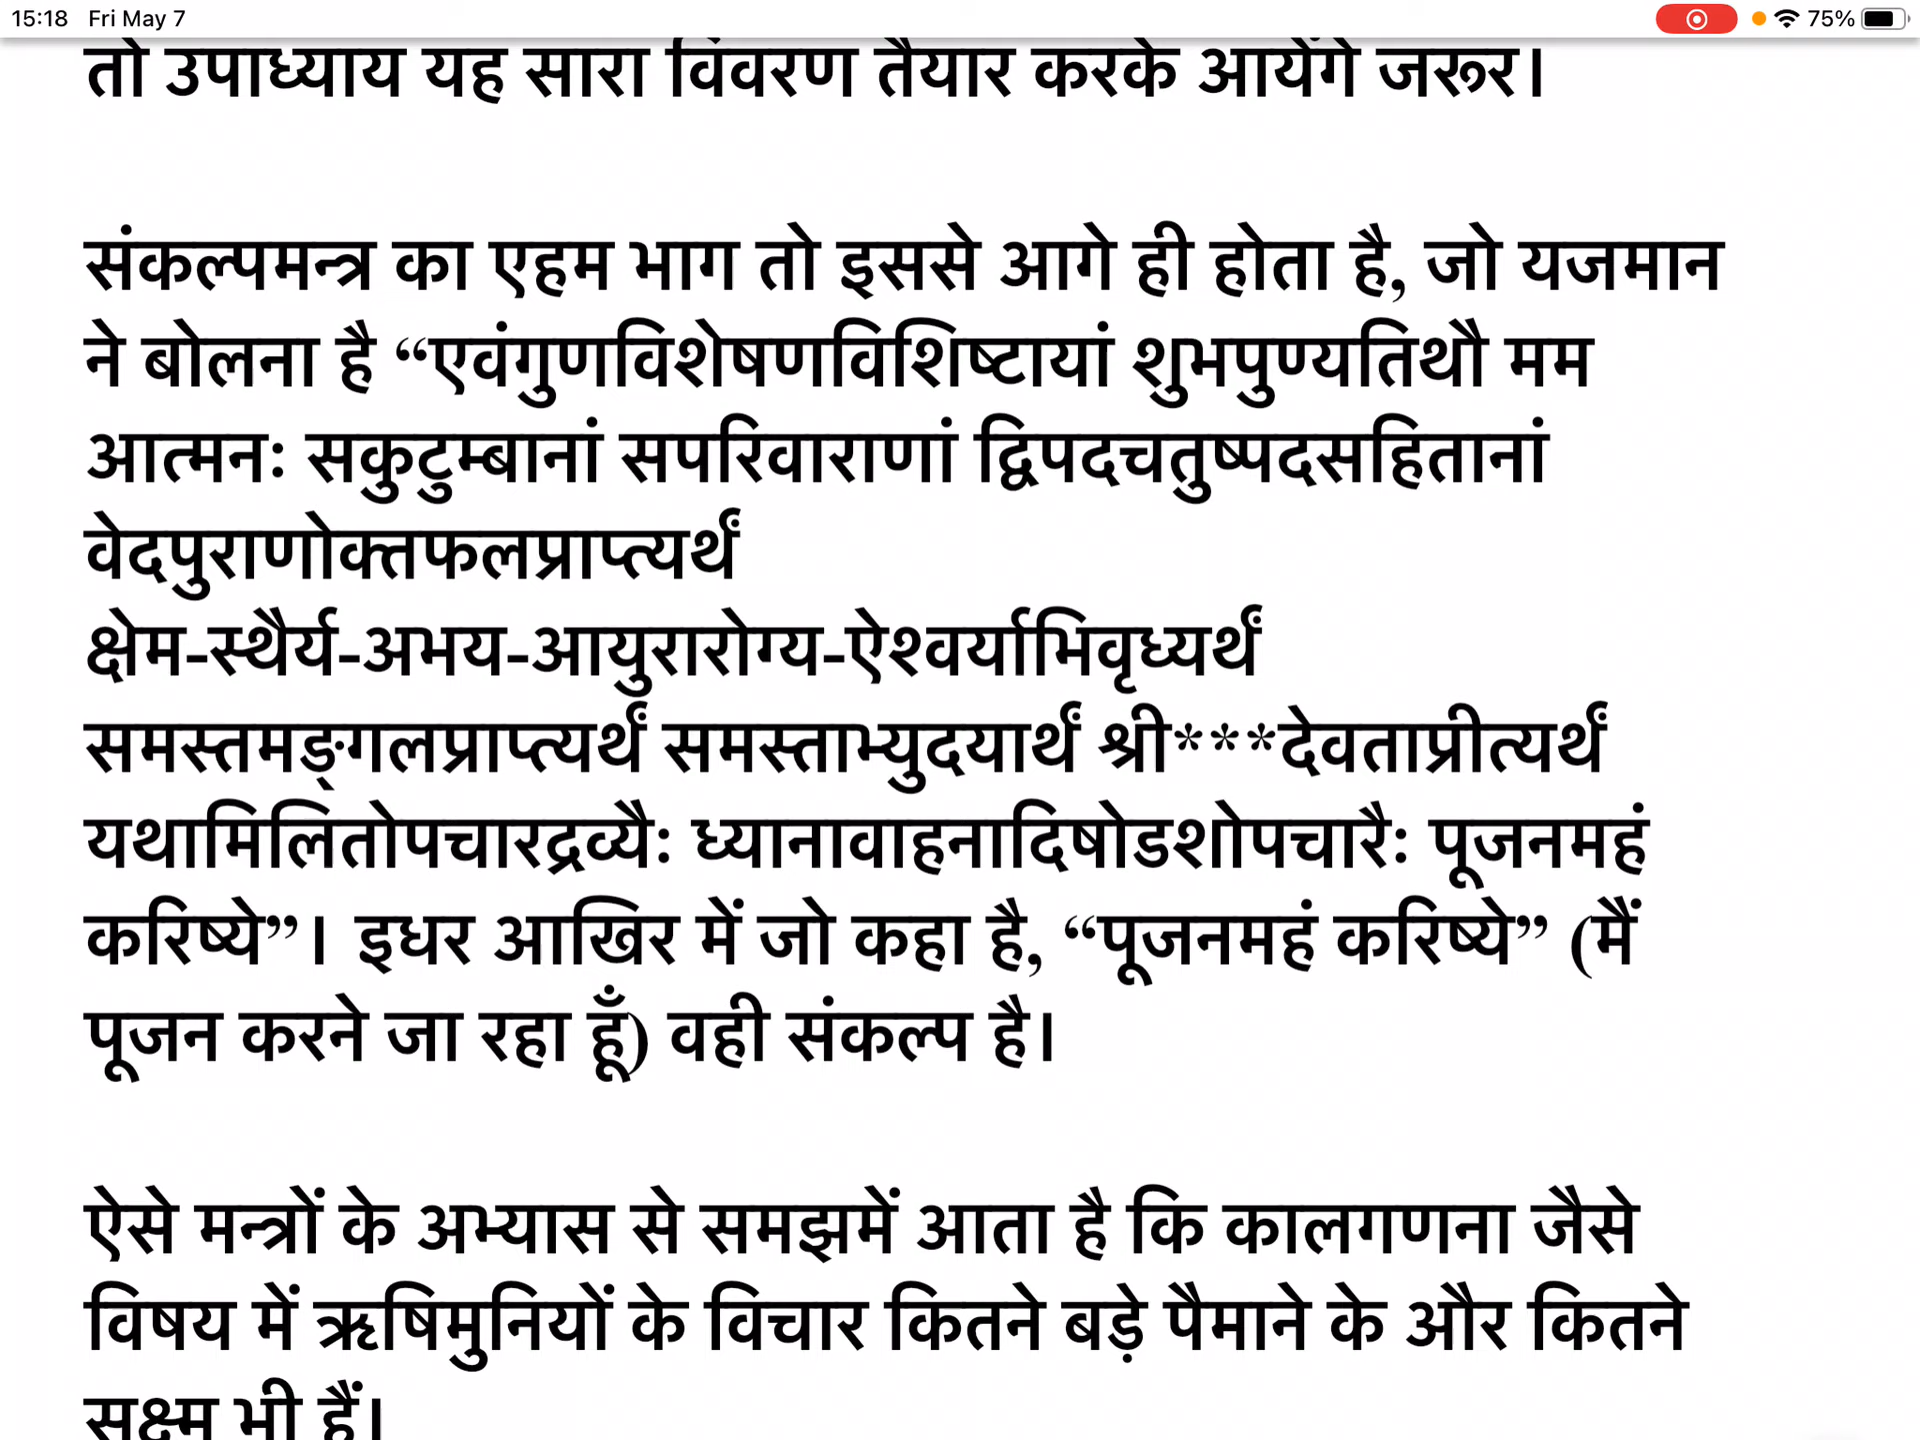 15:18 Fri May 7 75%
तो उपाध्याय यह सारा विवरण तैयार करके आयेंगे जरूर।
संकल्पमन्त्र का एहम भाग तो इससे आगे ही होता है, जो यजमान
ने बोलना है “एवंगुणविशेषणविशिष्टायां शुभपुण्यतिथौ मम
आत्मनः सकुटुम्बानां सपरिवाराणां द्विपदचतुष्पदसहितानां
वेदपुराणोक्तफलप्राप्त्यर्थं
क्षेम-स्थैर्य-अभय-आयुरारोग्य-ऐश्वर्याभिवृध्यर्थं
समस्तमङ्गलप्राप्त्यर्थं समस्ताभ्युदयार्थं श्री***देवताप्रीत्यर्थं
यथामिलितोपचारद्रव्यैः ध्यानावाहनादिषोडशोपचारैः पूजनमहं
करिष्ये”। इधर आखिर में जो कहा है, “पूजनमहं करिष्ये” (मैं
पूजन करने जा रहा हूँ) वही संकल्प है।
ऐसे मन्त्रों के अभ्यास से समझमें आता है कि कालगणना जैसे
विषय में ऋषिमुनियों के विचार कितने बड़े पैमाने के और कितने
सूक्ष्म भी हैं।